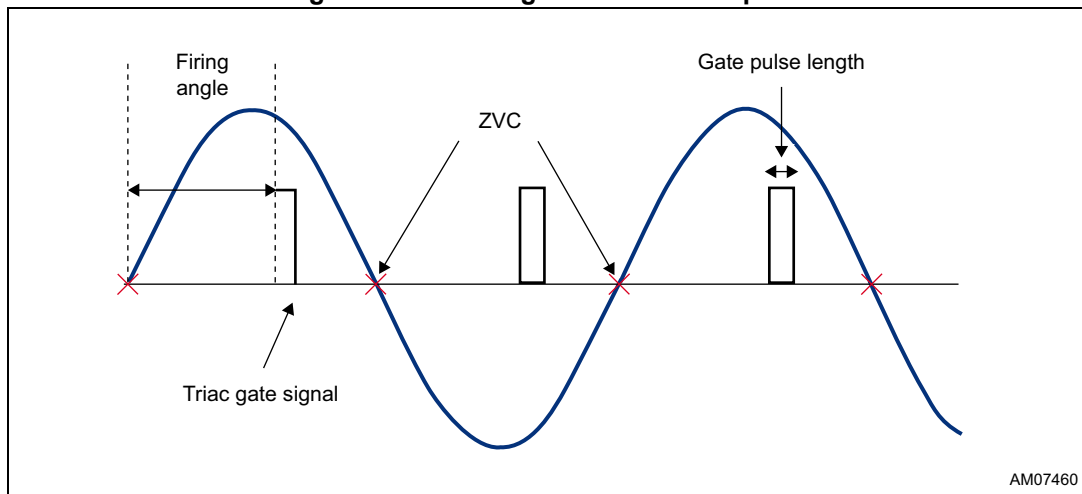 Firing
angle
Gate pulse length
ZVC
Triac gate signal
AM07460